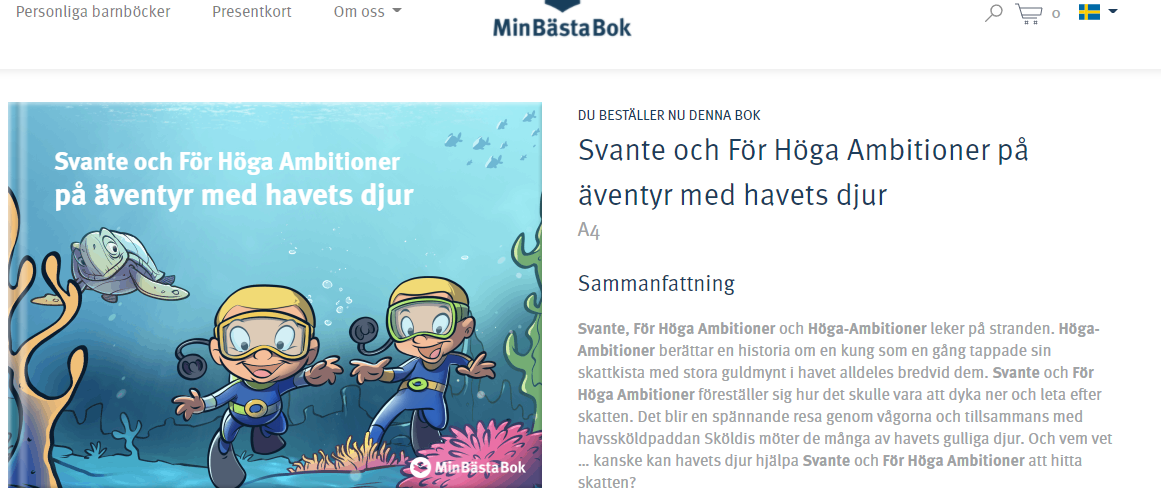 Personliga barnböcker Presentkort Om oss
MinBästaBok
0
Svante och För Höga Ambitioner
på äventyr med havets djur
MinBästaBok
DU BESTÄLLER NU DENNA BOK
Svante och För Höga Ambitioner på
äventyr med havets djur
A4
Sammanfattning
Svante, För Höga Ambitioner och Höga-Ambitioner leker på stranden. Höga-
Ambitioner berättar en historia om en kung som en gång tappade sin
skattkista med stora guldmynt i havet alldeles bredvid dem. Svante och För
Höga Ambitioner föreställer sig hur det skulle vara att dyka ner och leta efter
skatten. Det blir en spännande resa genom vågorna och tillsammans med
havssköldpaddan Sköldis möter de många av havets gulliga djur. Och vem vet
... kanske kan havets djur hjälpa Svante och För Höga Ambitioner att hitta
skatten?